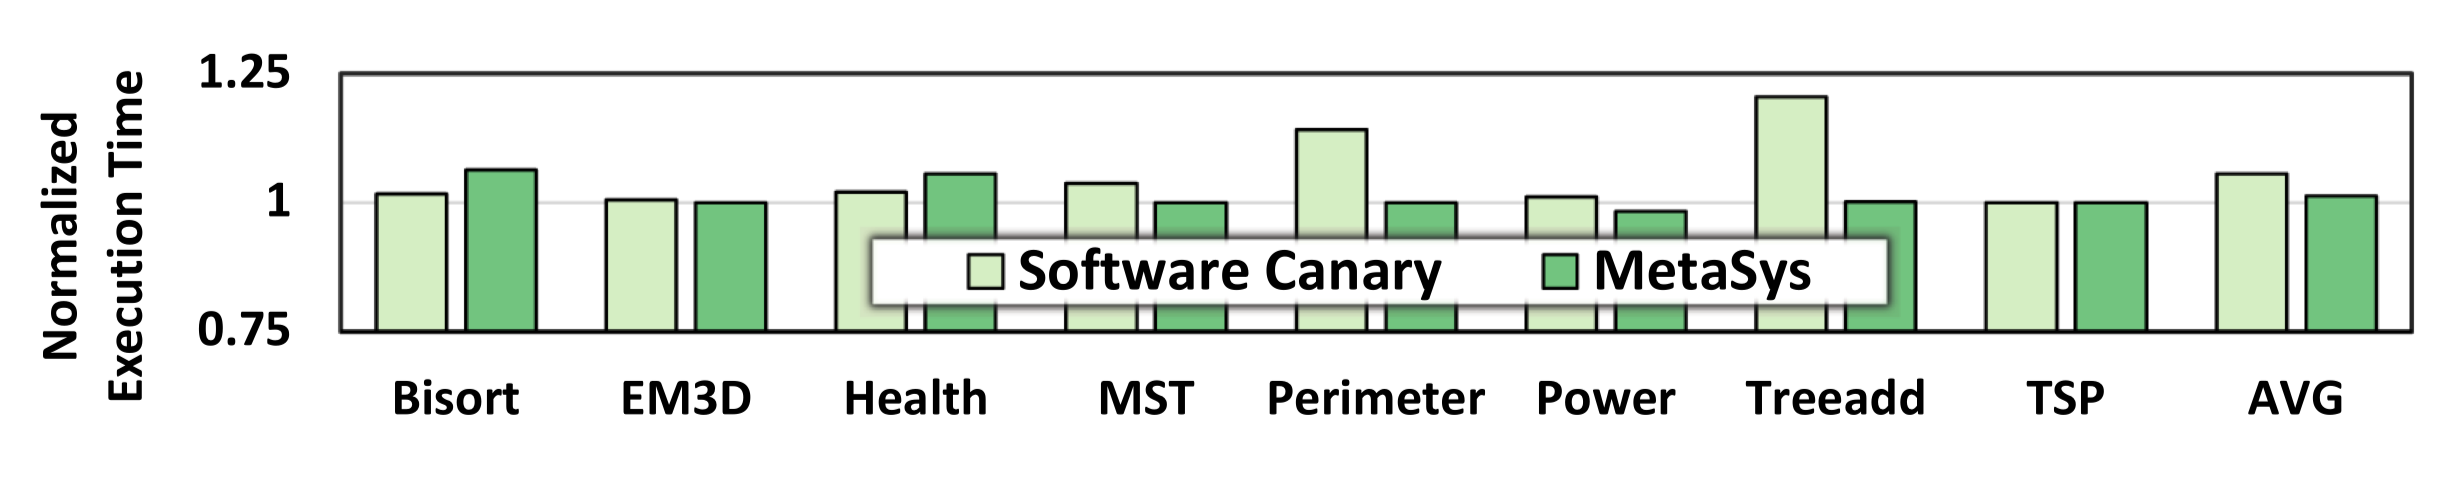 Normalized
Execution Time
1.25
1
0.75
Software Canary MetaSys
Bisort EM3D Health MST Perimeter Power Treeadd TSP AVG